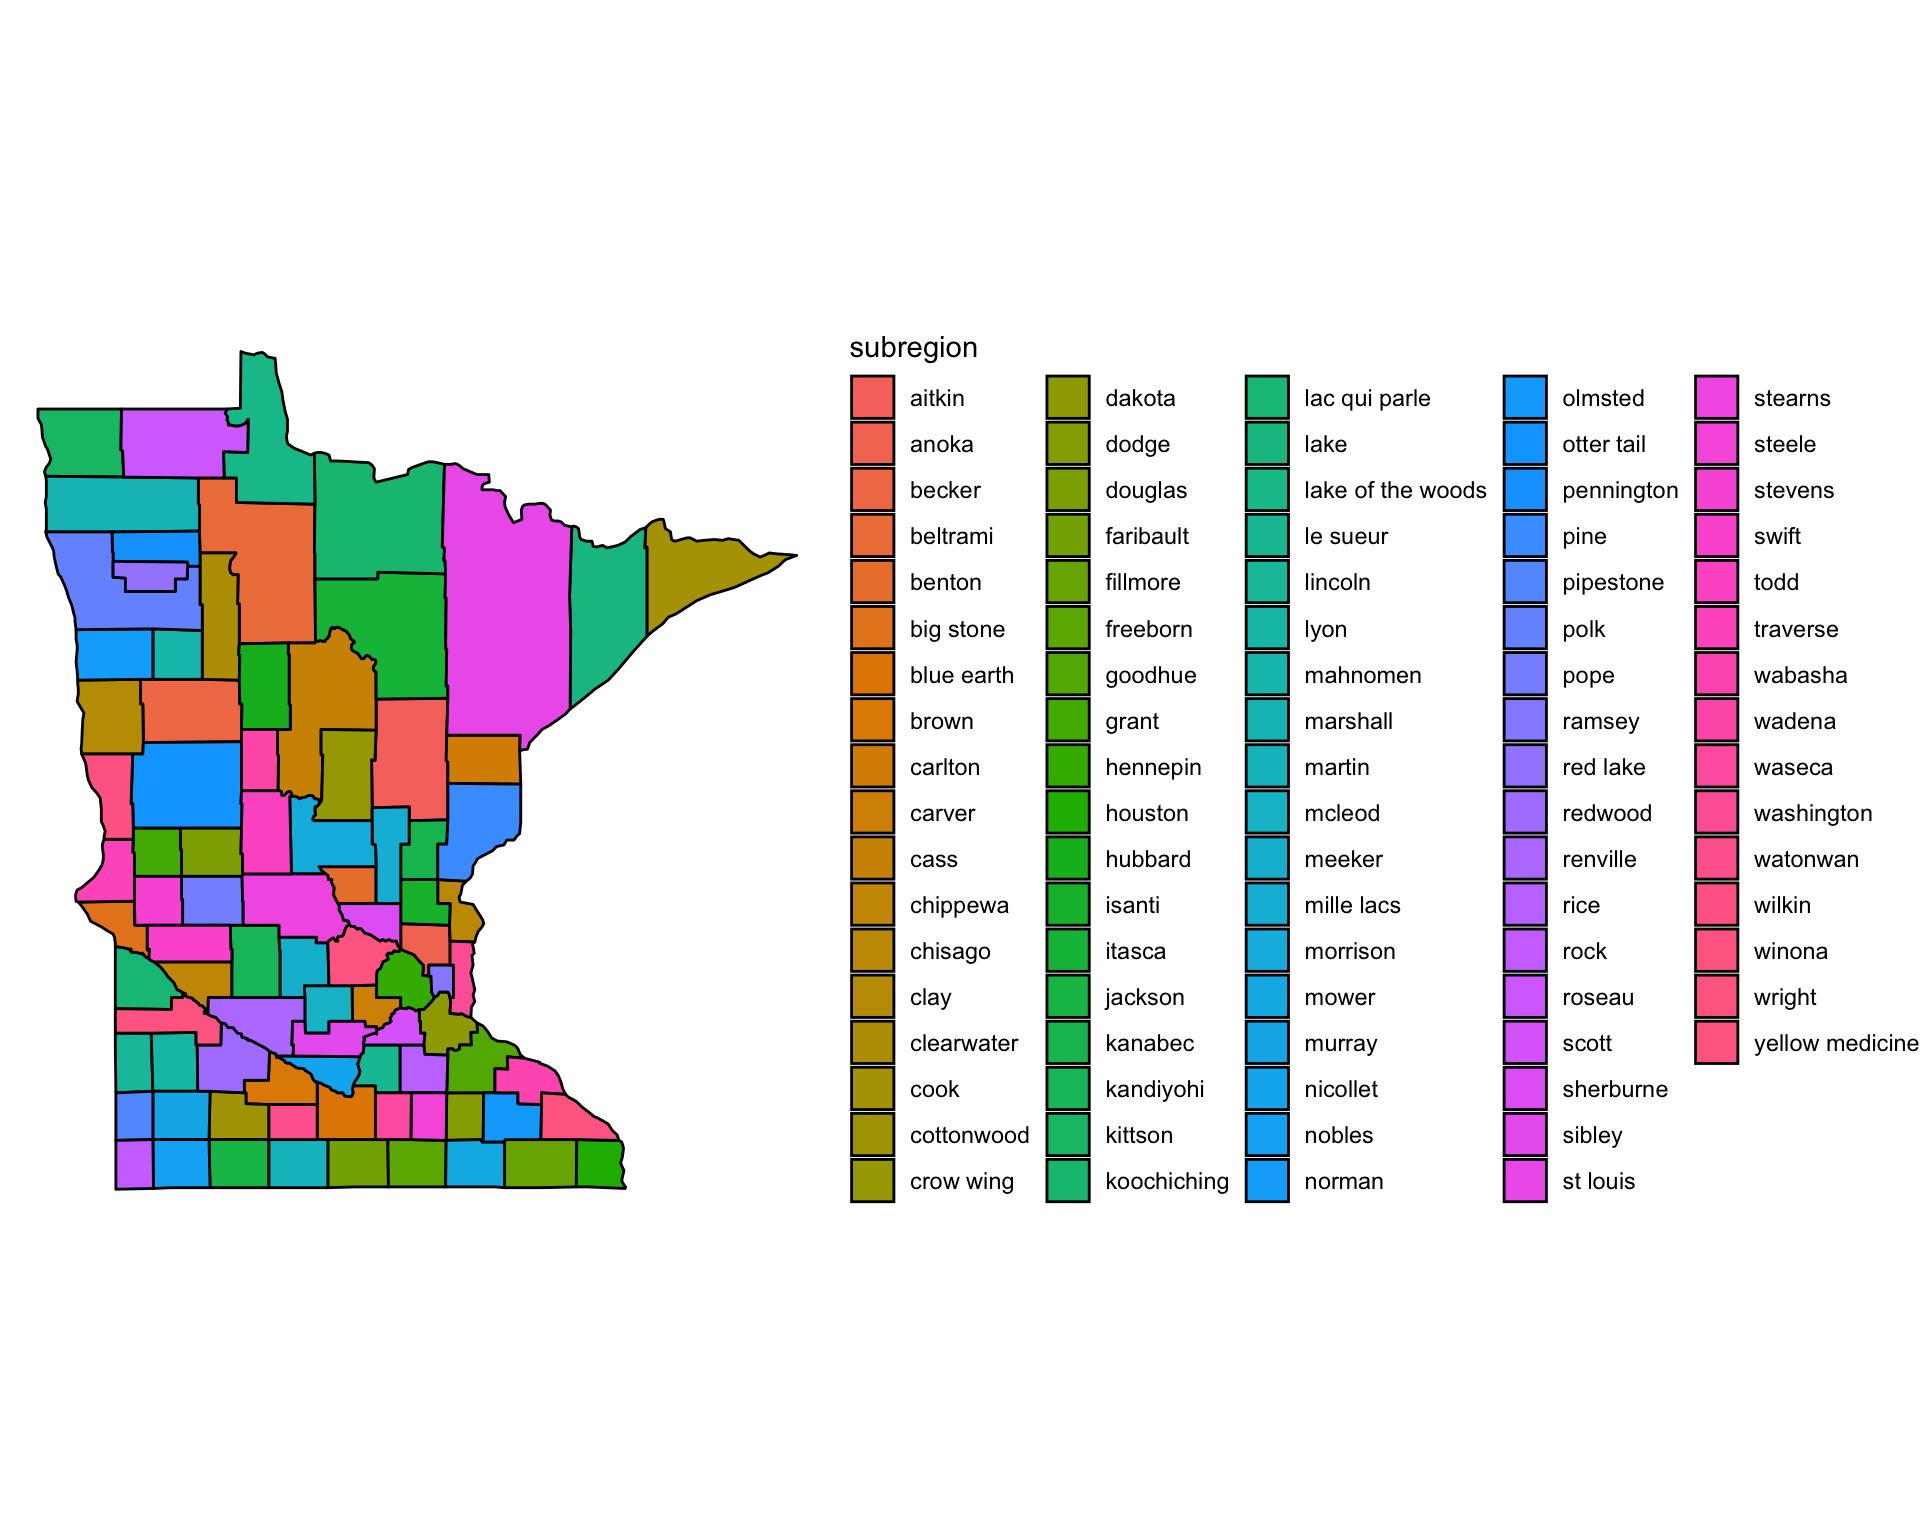 subregion
aitkin
anoka
becker
beltrami
benton
big stone
blue earth
brown
carlton
carver
cass
chippewa
chisago
clay
clearwater
cook
cottonwood
crow wing
dakota
dodge
douglas
faribault
fillmore
freeborn
goodhue
grant
hennepin
houston
hubbard
isanti
itasca
jackson
kanabec
kandiyohi
kittson
koochiching
lac qui parle
lake
lake of the woods
le sueur
lincoln
lyon
mahnomen
marshall
martin
mcleod
meeker
mille lacs
morrison
mower
murray
nicollet
nobles
norman
olmsted
otter tail
pennington
pine
pipestone
polk
pope
ramsey
red lake
redwood
renville
rice
rock
roseau
scott
sherburne
sibley
st louis
stearns
steele
stevens
swift
todd
traverse
wabasha
wadena
waseca
washington
watonwan
wilkin
winona
wright
yellow medicine